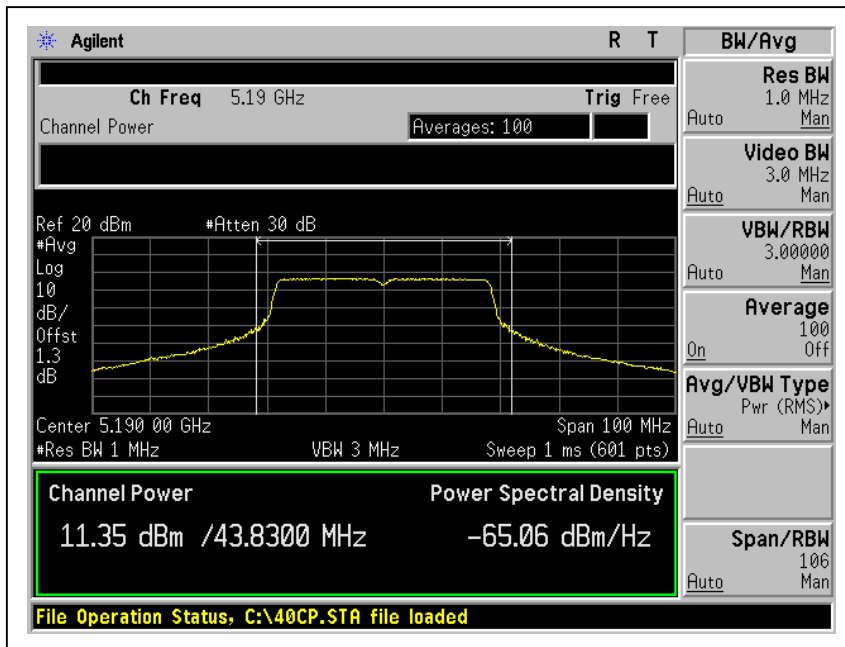 Agilent R T
Ch Freq 5.19 GHz Trig Free
Channel Power Averages: 100
Ref 20 dBm #Atten 30 dB
#Avg
Log
10
dB/
Offst
1.3
dB
Center 5.190 00 GHz Span 100 MHz
#Res BW 1 MHz VBW 3 MHz Sweep 1 ms (601 pts)
Channel Power Power Spectral Density
11.35 dBm /43.8300 MHz -65.06 dBm/Hz
File Operation Status, C:\40CP.STA file loaded
BW/Avg
Res BW
1.0 MHz
Auto Man
Video BW
3.0 MHz
Auto Man
VBW/RBW
3.00000
Auto Man
Average
100
On Off
Avg/VBW Type
Pwr (RMS)
Auto Man
Span/RBW
106
Auto Man